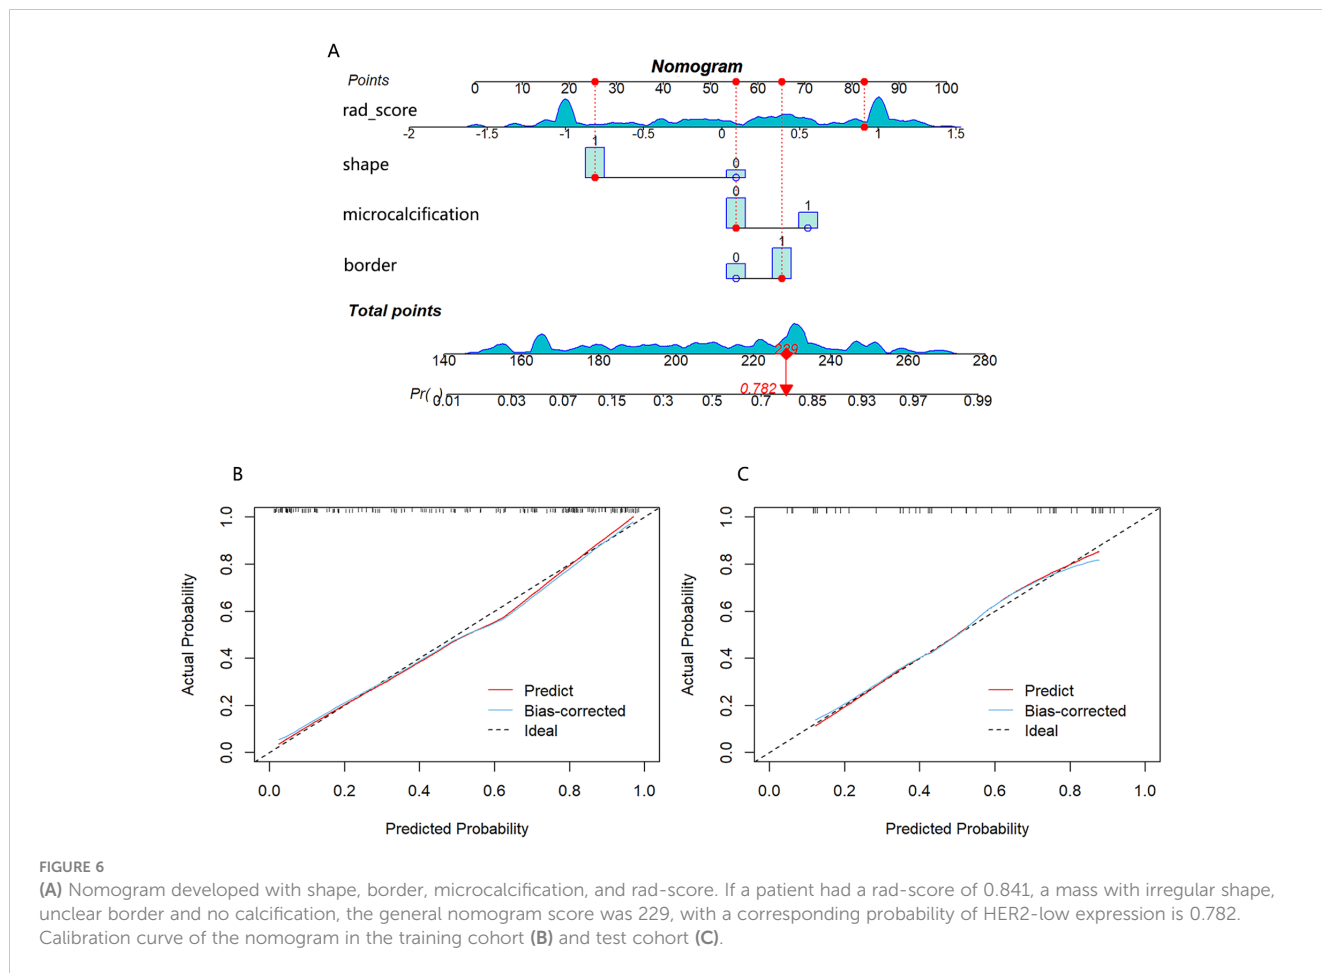 A
Nomogram
Points
0 10 20 30 40 50 60 70 80 90 100
rad_score
-2 -1.5 -1 -0.5 0 0.5 1 1.5
1
shape
0
0
microcalcification
1
1
border
0
Total points
229
140 160 180 200 220 240 260 280
0.782
Pr( )
0.01 0.03 0.07 0.15 0.3 0.5 0.7 0.85 0.93 0.97 0.99
B
1.0
0.8
0.6
0.4
0.2
0.0
Actual Probability
Predict
Bias-corrected
Ideal
0.0 0.2 0.4 0.6 0.8 1.0
Predicted Probability
C
1.0
0.8
0.6
0.4
0.2
0.0
Actual Probability
Predict
Bias-corrected
Ideal
0.0 0.2 0.4 0.6 0.8 1.0
Predicted Probability
FIGURE 6
(A) Nomogram developed with shape, border, microcalcification, and rad-score. If a patient had a rad-score of 0.841, a mass with irregular shape,
unclear border and no calcification, the general nomogram score was 229, with a corresponding probability of HER2-low expression is 0.782.
Calibration curve of the nomogram in the training cohort (B) and test cohort (C).